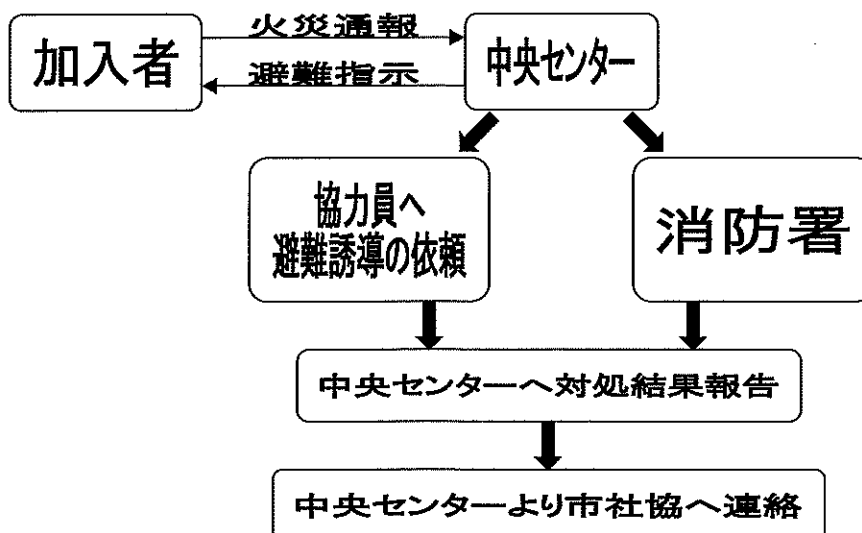 火災通報
加入者
中央センター
避難指示
協力員へ
避難誘導の依頼
消防署
中央センターへ対処結果報告
中央センターより市社協へ連絡